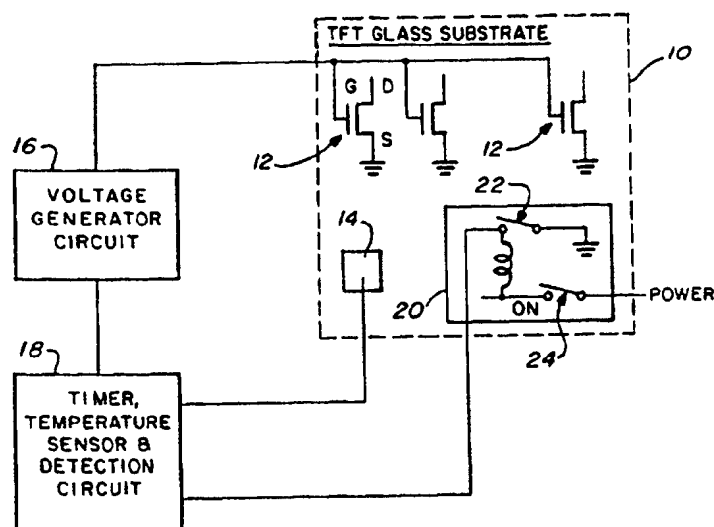 TFT GLASS SUBSTRATE
10
G D
S
12
12
16
VOLTAGE
GENERATOR
CIRCUIT
14
22
20
ON
POWER
24
18
TIMER,
TEMPERATURE
SENSOR &
DETECTION
CIRCUIT